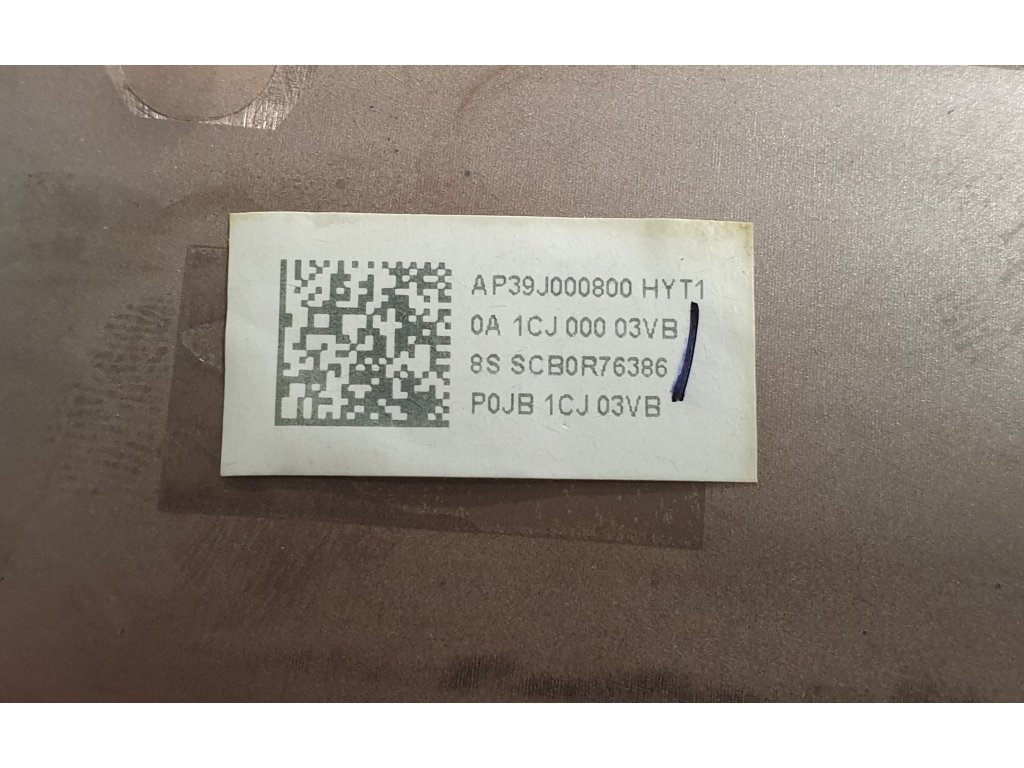 AP39J000800 HYT1
0A 1CJ 000 03VB
8S SCB0R76386
P0JB 1CJ 03VB